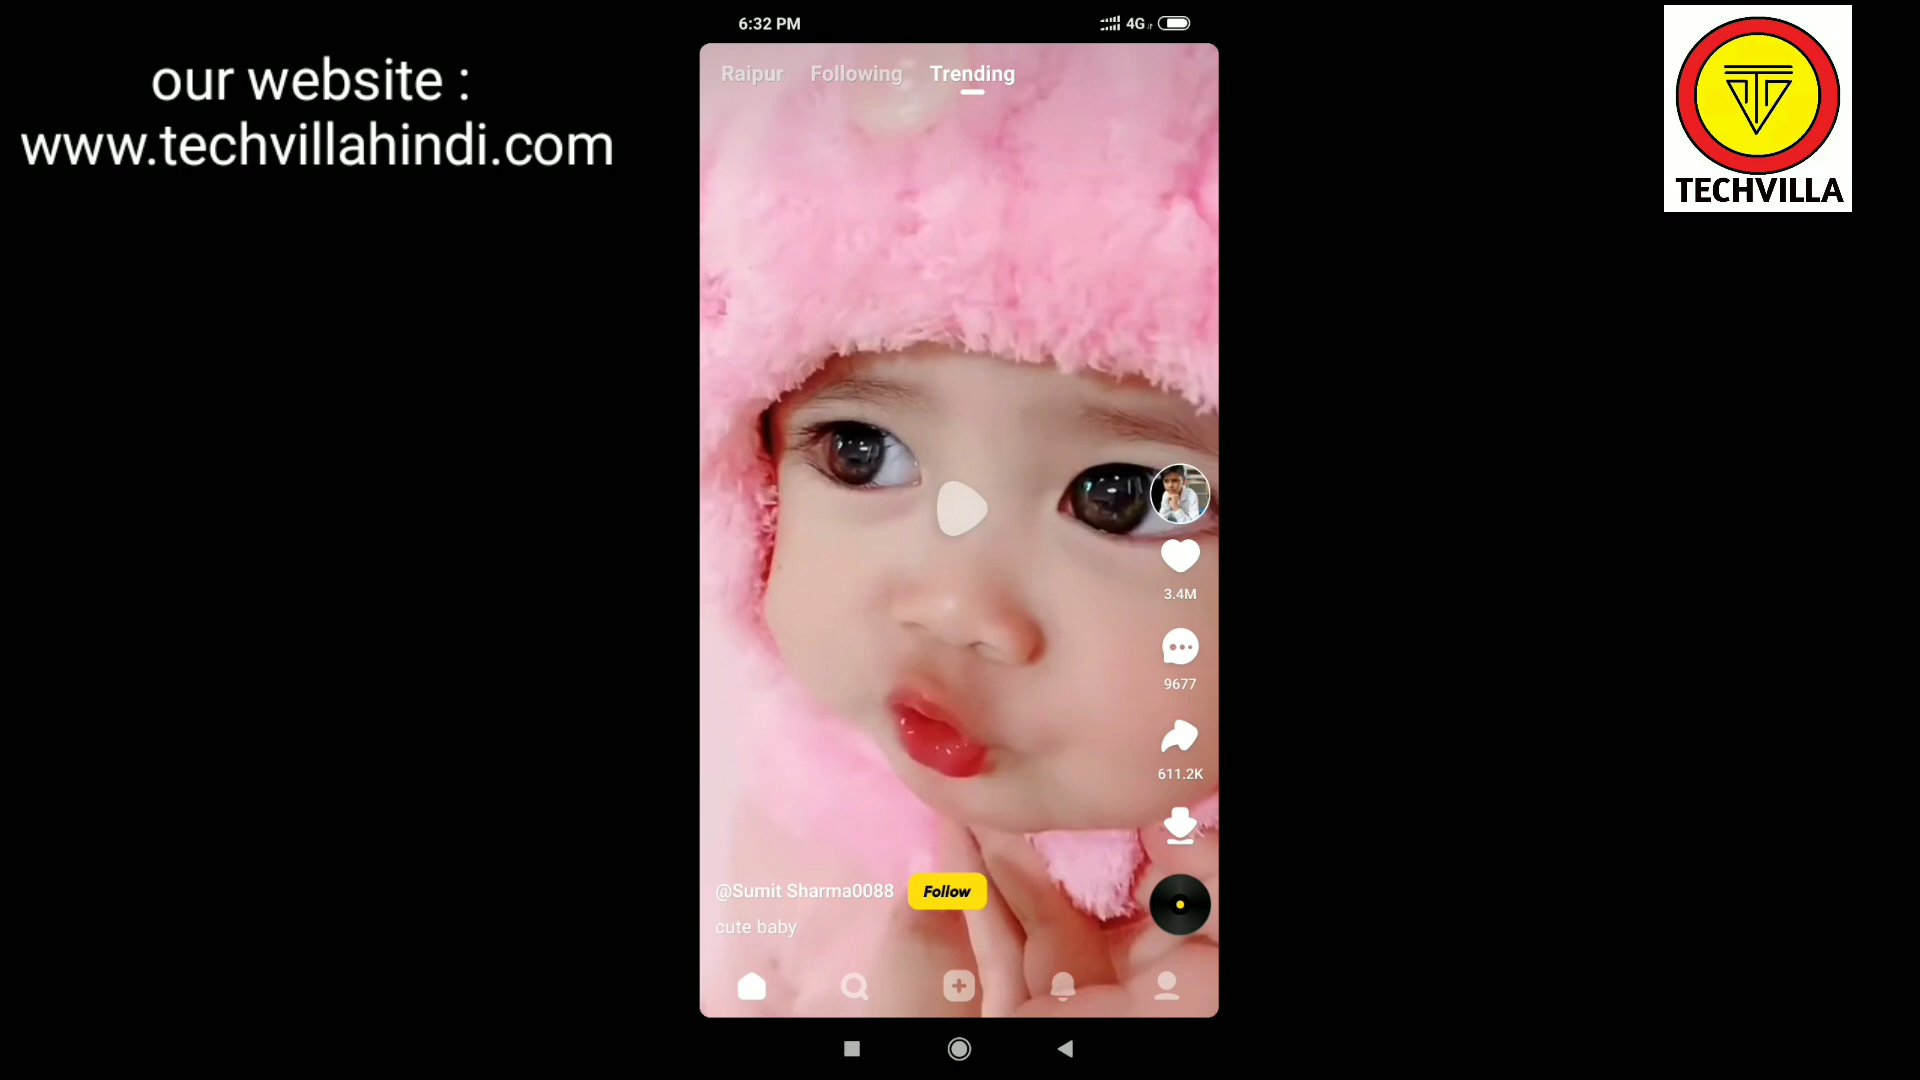 our website :
www.techvillahindi.com
6:32 PM
4G
Raipur Following Trending
3.4M
9677
611.2K
@Sumit Sharma0088 Follow
cute baby
TECHVILLA